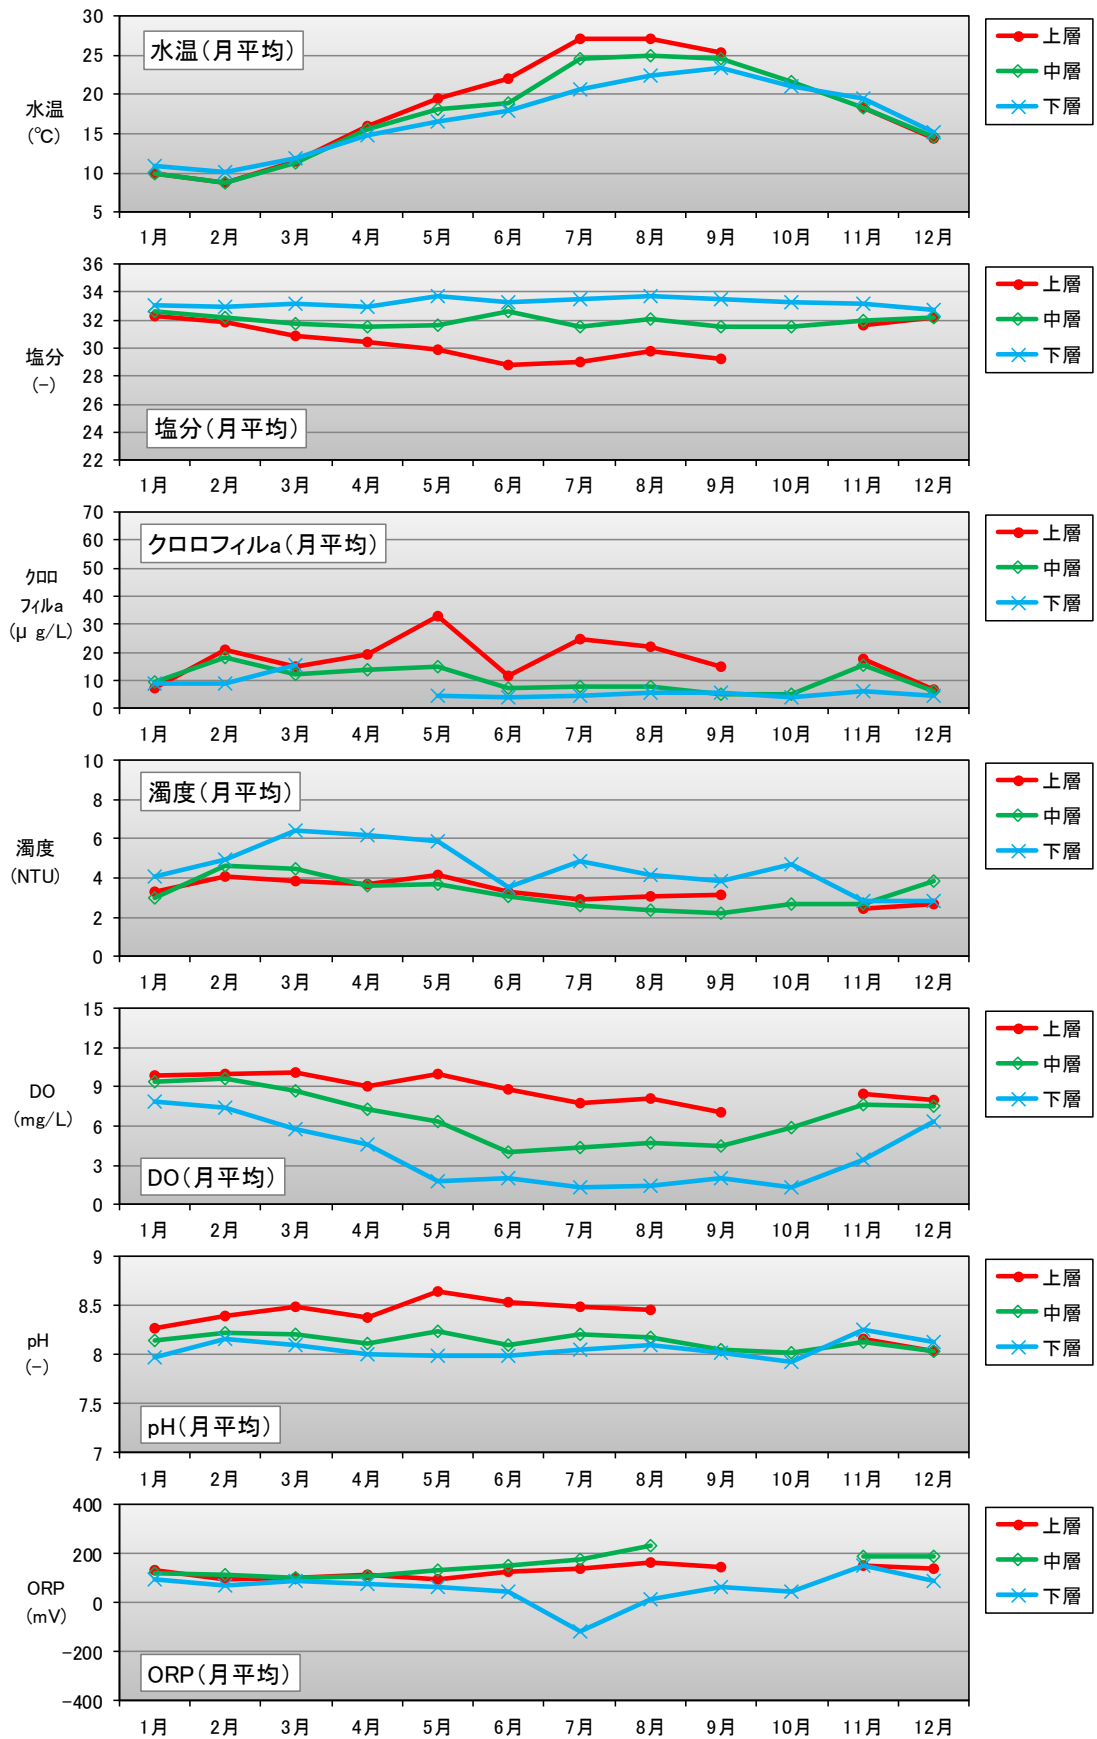 水温(月平均)
30
25
20
15
10
5
水温
(℃)
1月 2月 3月 4月 5月 6月 7月 8月 9月 10月 11月 12月
上層
中層
下層
36
34
32
30
28
26
24
22
塩分
(-)
塩分(月平均)
1月 2月 3月 4月 5月 6月 7月 8月 9月 10月 11月 12月
上層
中層
下層
クロロフィルa(月平均)
70
60
50
40
30
20
10
0
クロロ
フィルa
(μ g/L)
1月 2月 3月 4月 5月 6月 7月 8月 9月 10月 11月 12月
上層
中層
下層
濁度(月平均)
10
8
6
4
2
0
濁度
(NTU)
1月 2月 3月 4月 5月 6月 7月 8月 9月 10月 11月 12月
上層
中層
下層
15
12
9
6
3
0
DO
(mg/L)
DO(月平均)
1月 2月 3月 4月 5月 6月 7月 8月 9月 10月 11月 12月
上層
中層
下層
9
8.5
8
7.5
7
pH
(-)
pH(月平均)
1月 2月 3月 4月 5月 6月 7月 8月 9月 10月 11月 12月
上層
中層
下層
400
200
0
-200
-400
ORP
(mV)
ORP(月平均)
1月 2月 3月 4月 5月 6月 7月 8月 9月 10月 11月 12月
上層
中層
下層